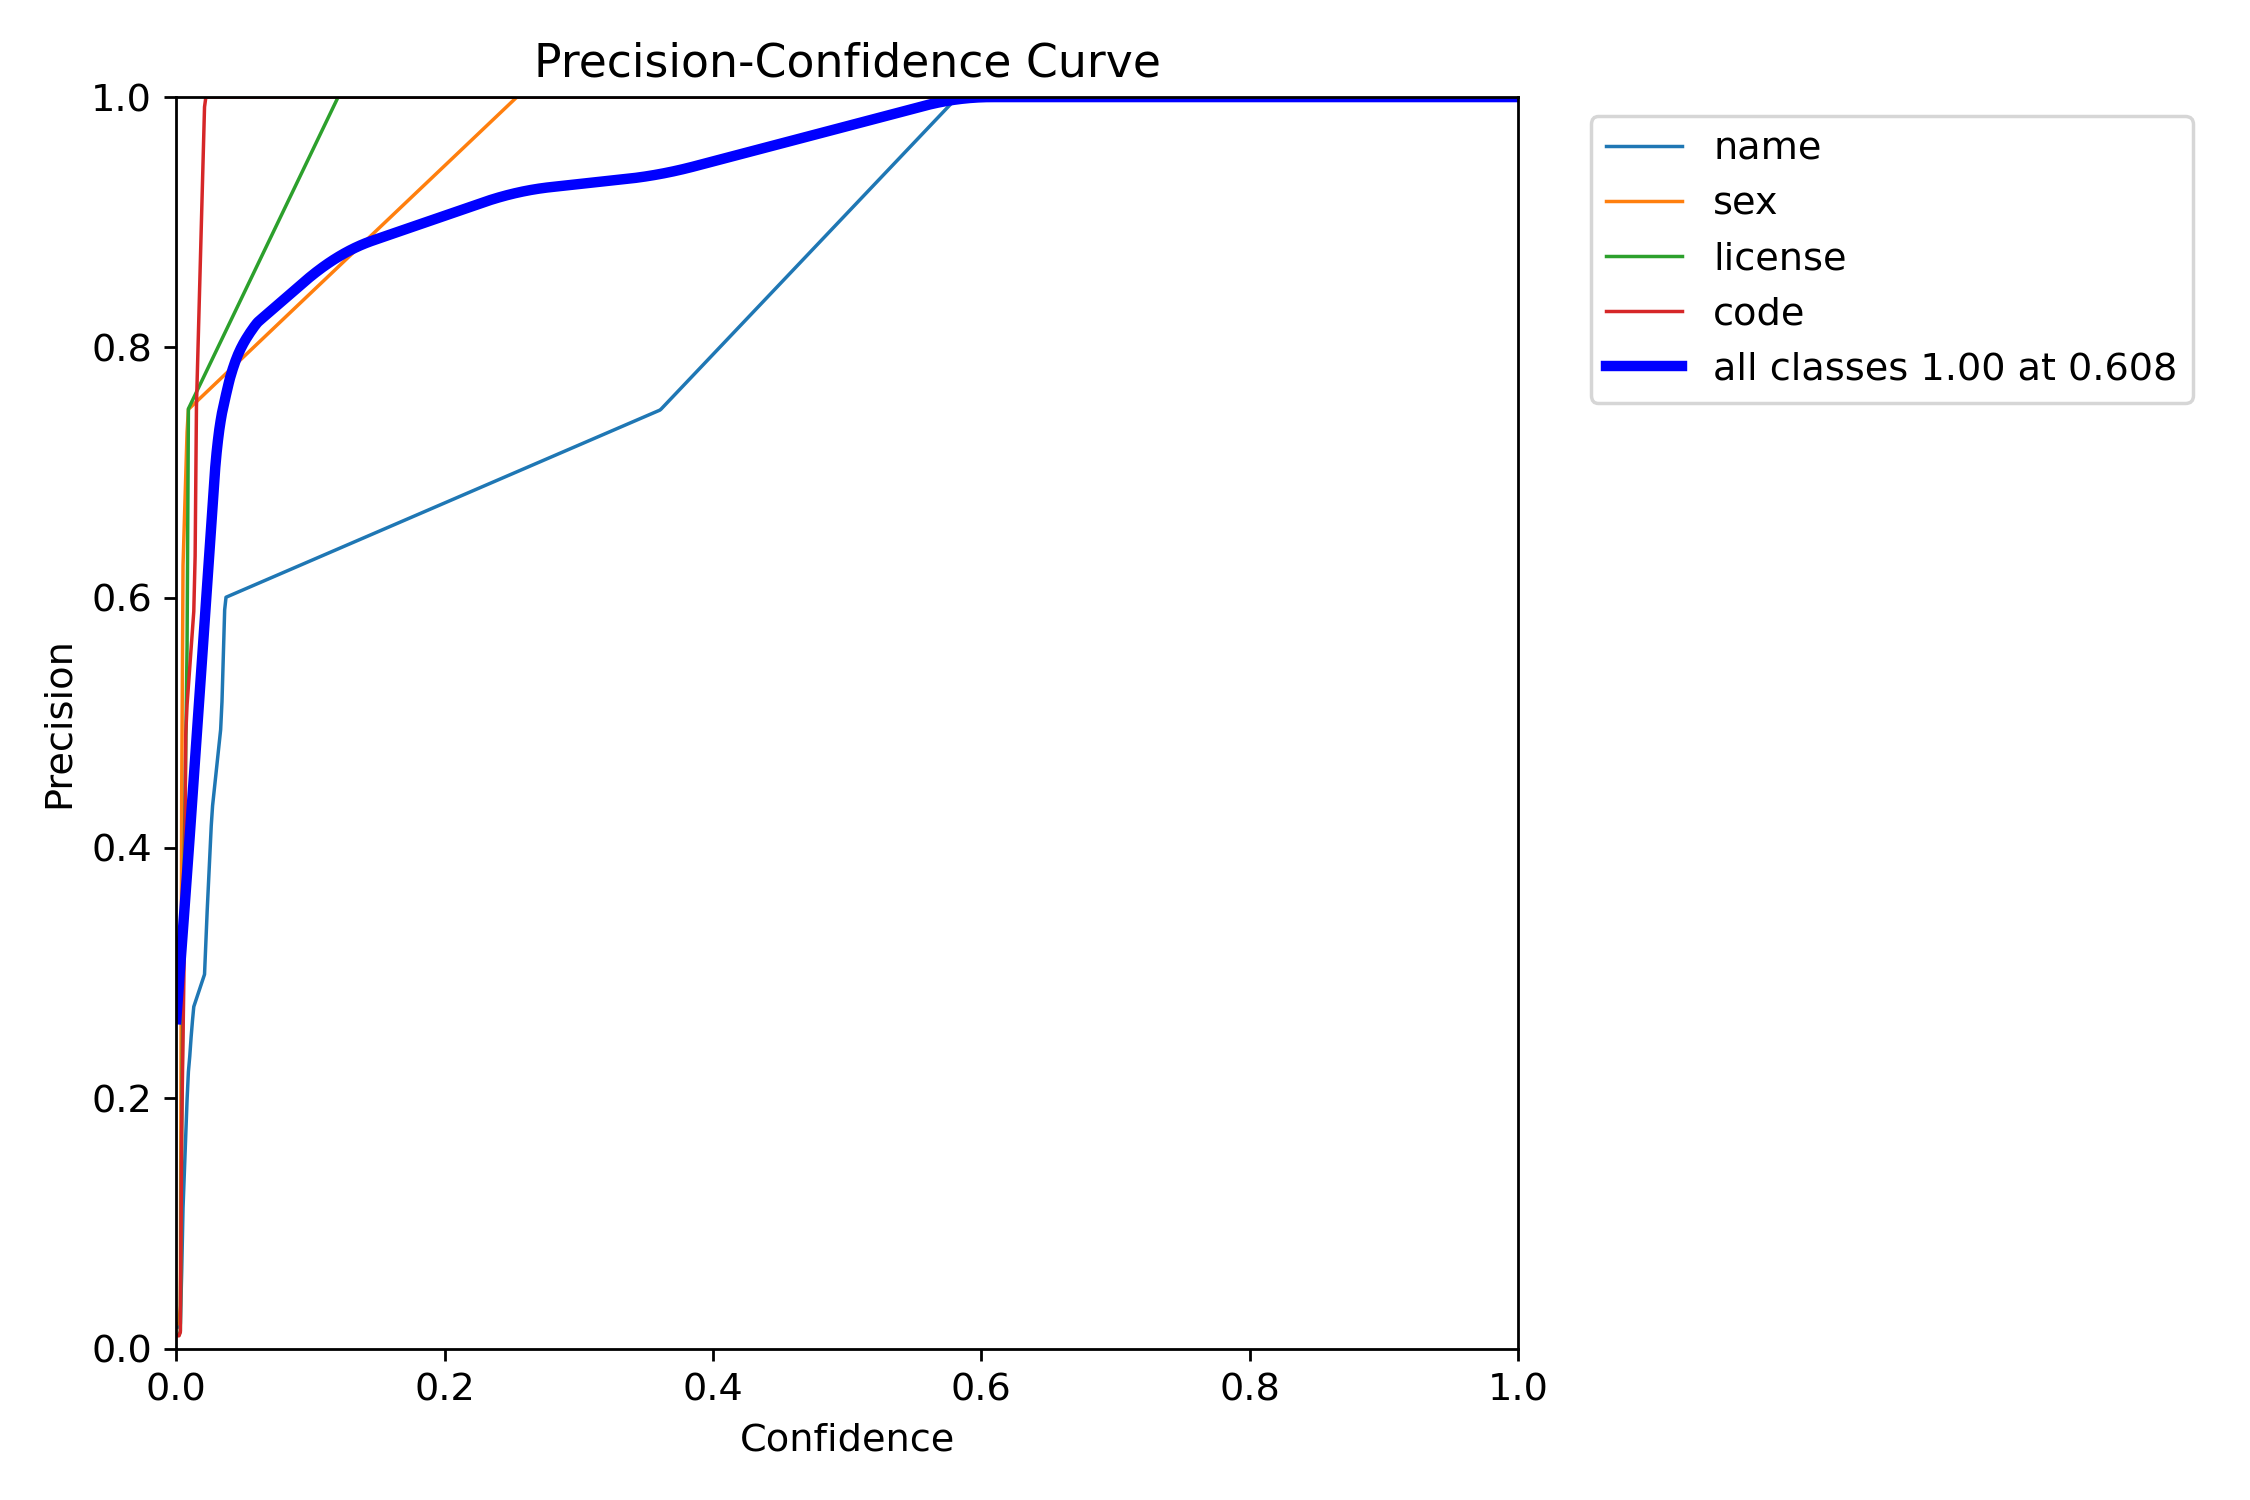 Precision-Confidence Curve
1.0
0.8
0.6
0.4
0.2
0.0
Precision
0.0 0.2 0.4 0.6 0.8 1.0
Confidence
name
sex
license
code
all classes 1.00 at 0.608